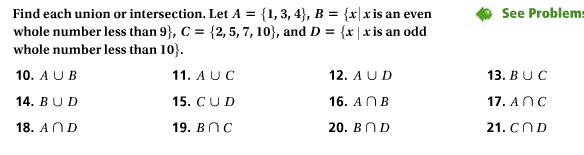 Find each union or intersection. Let A = {1, 3, 4}, B = {x | x is an even
See Problems
whole number less than 9}, C = {2, 5, 7, 10}, and D = {x | x is an odd
whole number less than 10}.
10. A ∪ B 11. A ∪ C 12. A ∪ D 13. B ∪ C
14. B ∪ D 15. C ∪ D 16. A ∩ B 17. A ∩ C
18. A ∩ D 19. B ∩ C 20. B ∩ D 21. C ∩ D